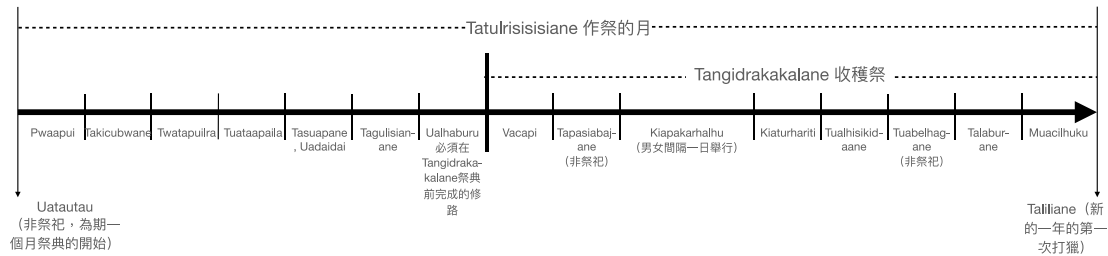 Tatulrisisisiane 作祭的月
Tangidrakakalane 收穫祭
Pwaapui
Takicubwane
Twatapuilra
Tuataapaila
Tasuapane
, Uadaidai
Tagulisian-
ane
Ualhaburu
必須在
Tangidraka-
kalane祭典
前完成的修
路
Vacapi
Tapasiabaj-
ane
(非祭祀)
Kiapakarhalhu
(男女間隔一日舉行)
Kiaturhariti
Tualhisikid-
aane
Tuabelhag-
ane
(非祭祀)
Talabur-
ane
Muacilhuku
Uatautau
(非祭祀,為期一
個月祭典的開始)
Taliliane(新
的一年的第一
次打獵)